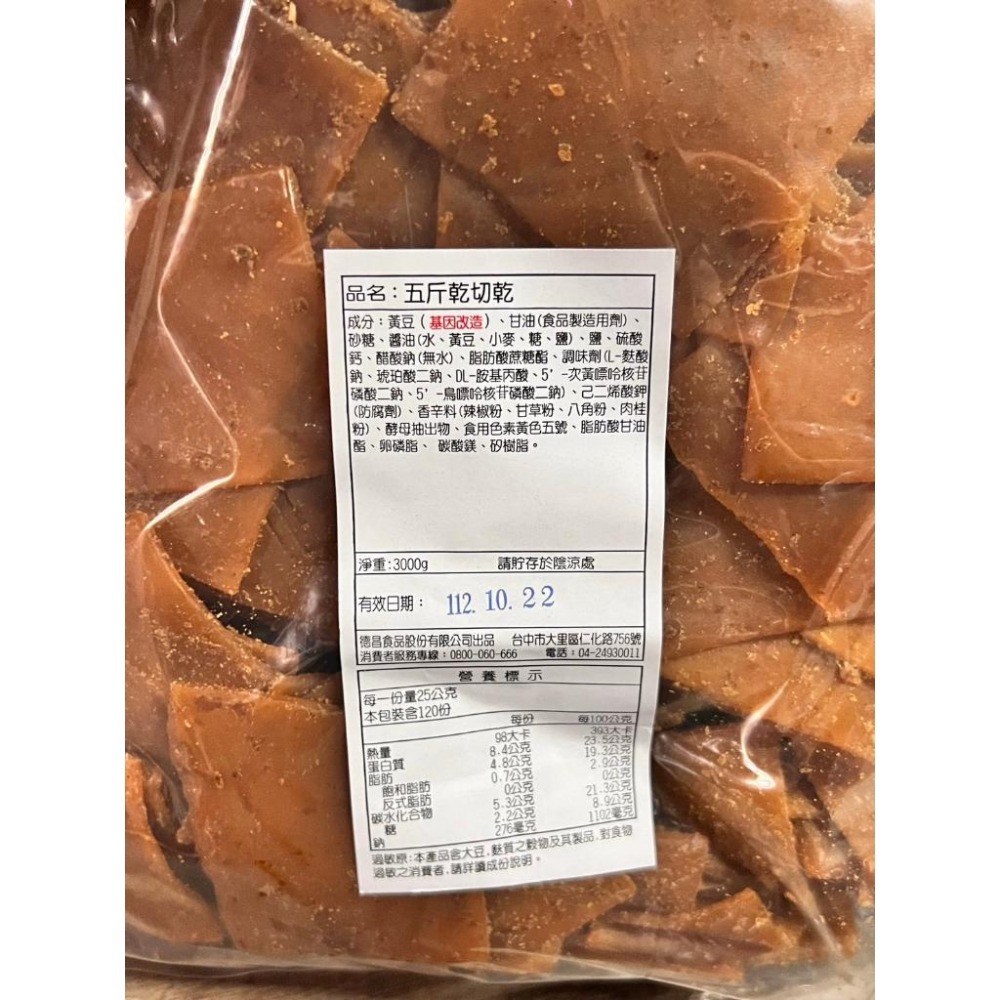 品名：五斤乾切乾
成分：黃豆（基因改造）、甘油(食品製造用劑)、
砂糖、醬油(水、黃豆、小麥、糖、鹽)、鹽、硫酸
鈣、醋酸鈉(無水)、脂肪酸蔗糖酯、調味劑(L-麩酸
鈉、琥珀酸二鈉、DL-胺基丙酸、5’-次黃嘌呤核苷
磷酸二鈉、5’-鳥嘌呤核苷磷酸二鈉)、己二烯酸鉀
(防腐劑)、香辛料(辣椒粉、甘草粉、八角粉、肉桂
粉)、酵母抽出物、食用色素黃色五號、脂肪酸甘油
酯、卵磷脂、碳酸鎂、矽樹脂。
淨重:3000g 請貯存於陰涼處
有效日期： 112. 10. 22
德昌食品股份有限公司出品 台中市大里區仁化路756號
消費者服務專線：0800-060-666 電話：04-24930011
營養標示
每一份量25公克
本包裝含120份
每份 每100公克
熱量 98大卡 393大卡
蛋白質 8.4公克 23.5公克
脂肪 4.8公克 19.3公克
飽和脂肪 0.7公克 2.9公克
反式脂肪 0公克 0公克
碳水化合物 5.3公克 21.3公克
糖 2.2公克 8.9公克
鈉 276毫克 1102毫克
過敏原:本產品含大豆,麩質之穀物及其製品,對食物
過敏之消費者,請詳讀成份說明。